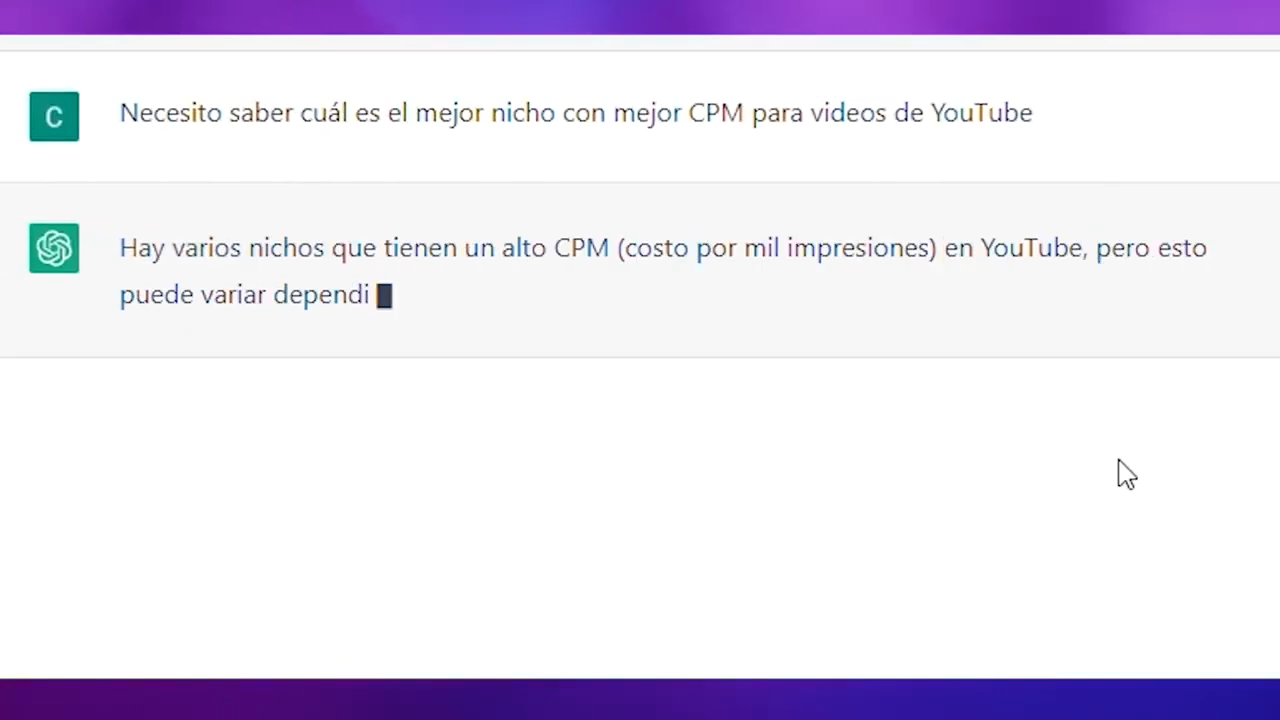 C
Necesito saber cuál es el mejor nicho con mejor CPM para videos de YouTube
Hay varios nichos que tienen un alto CPM (costo por mil impresiones) en YouTube, pero esto
puede variar dependi